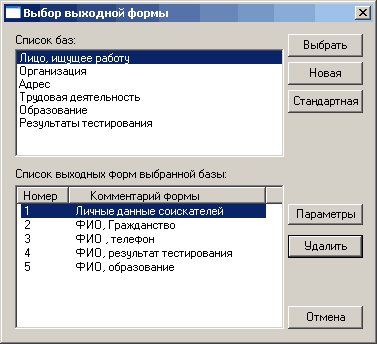 Выбор выходной формы
Список баз:
Лицо, ищущее работу
Организация
Адрес
Трудовая деятельность
Образование
Результаты тестирования
Выбрать
Новая
Стандартная
Список выходных форм выбранной базы:
Номер Комментарий формы
1 Личные данные соискателей
2 ФИО, Гражданство
3 ФИО , телефон
4 ФИО, результат тестирования
5 ФИО, образование
Параметры
Удалить
Отмена